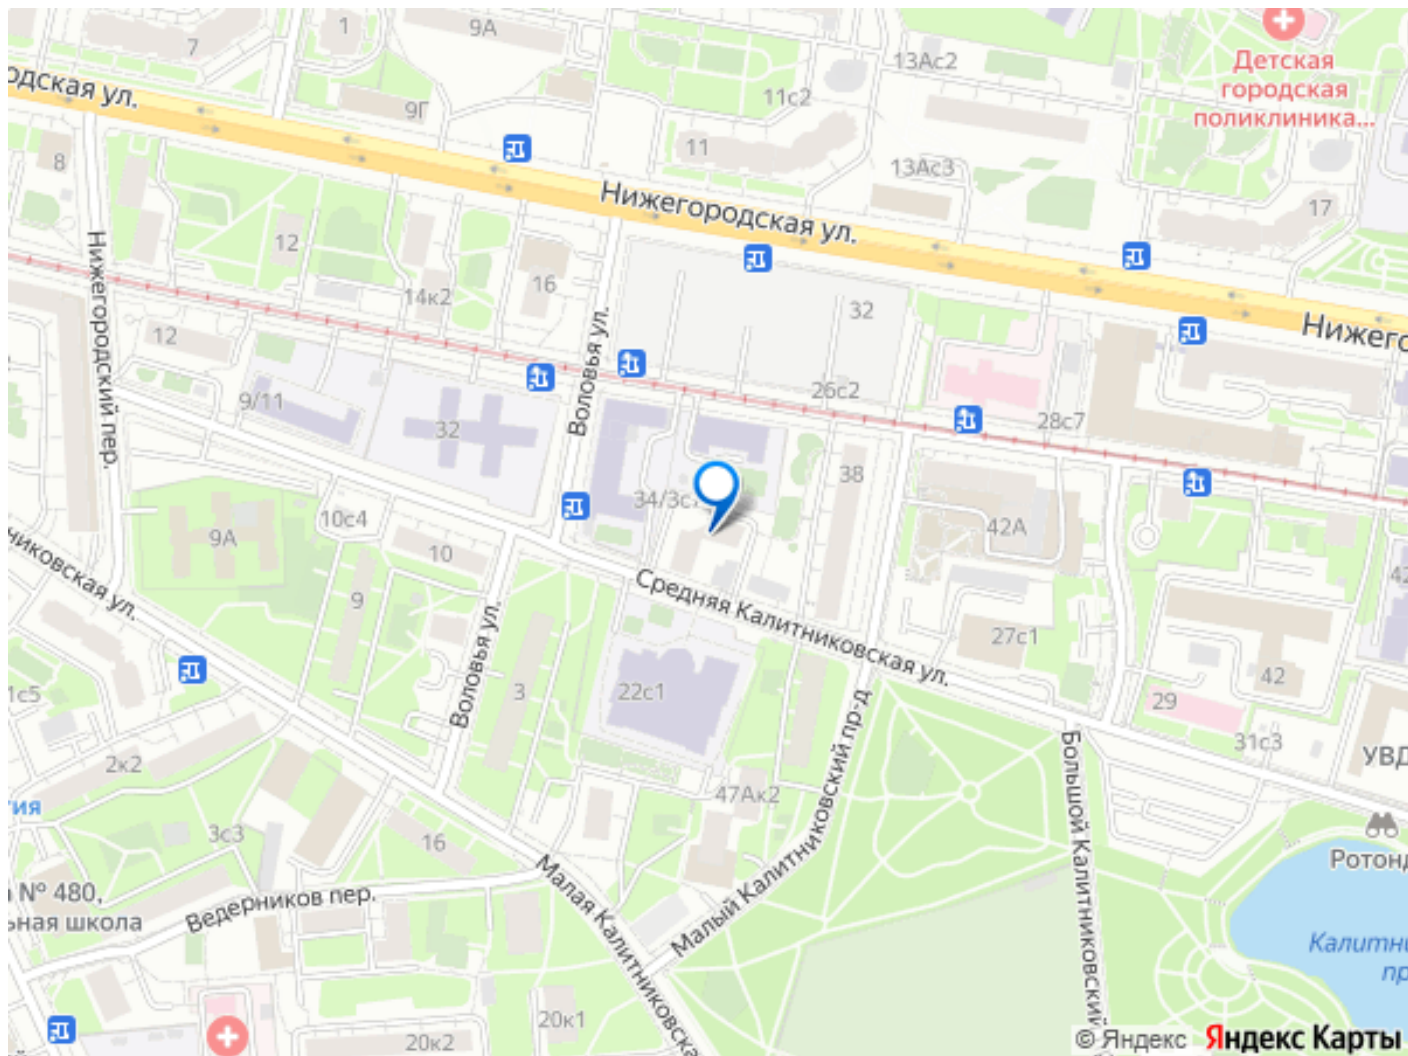 1
9А
7
13Ас2
Детская
городская
поликлиника...
одская ул.
9Г
11с2
11
13Ас3
8
Нижегородская ул.
17
12
16
14к2
32
Нижег
12
Нижегородский пер.
Воловья ул.
9/11
32
26с2
28с7
38
34/3с
10с4
9А
10
42А
42
никовская ул.
9
Средняя Калитниковская ул.
27с1
1с5
Воловья ул.
3
22с1
42
29
31с3
УВД
2к2
47Ак2
Малый Калитниковский пр-д
Большой Калитниковский
гия
3с3
16
Ротонд
№ 480,
ьная школа
Ведерников пер.
Малая Калитниковска
Калитни
пр
20к1
20к2
© Яндекс Яндекс Карты